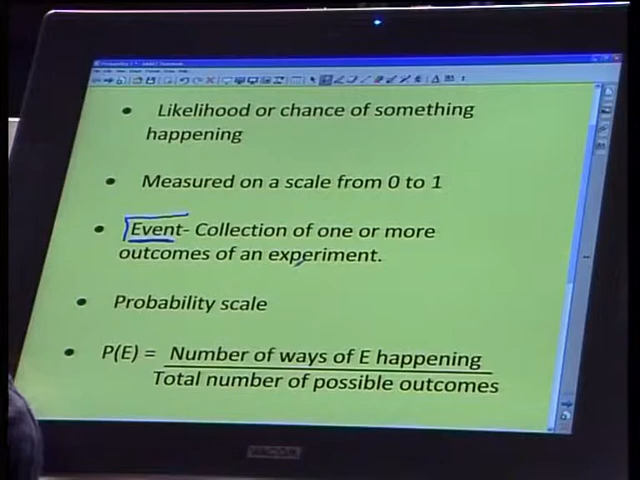 Likelihood or chance of something
happening
Measured on a scale from 0 to 1
Event- Collection of one or more
outcomes of an experiment.
Probability scale
P(E) = Number of ways of E happening
Total number of possible outcomes
WACOM